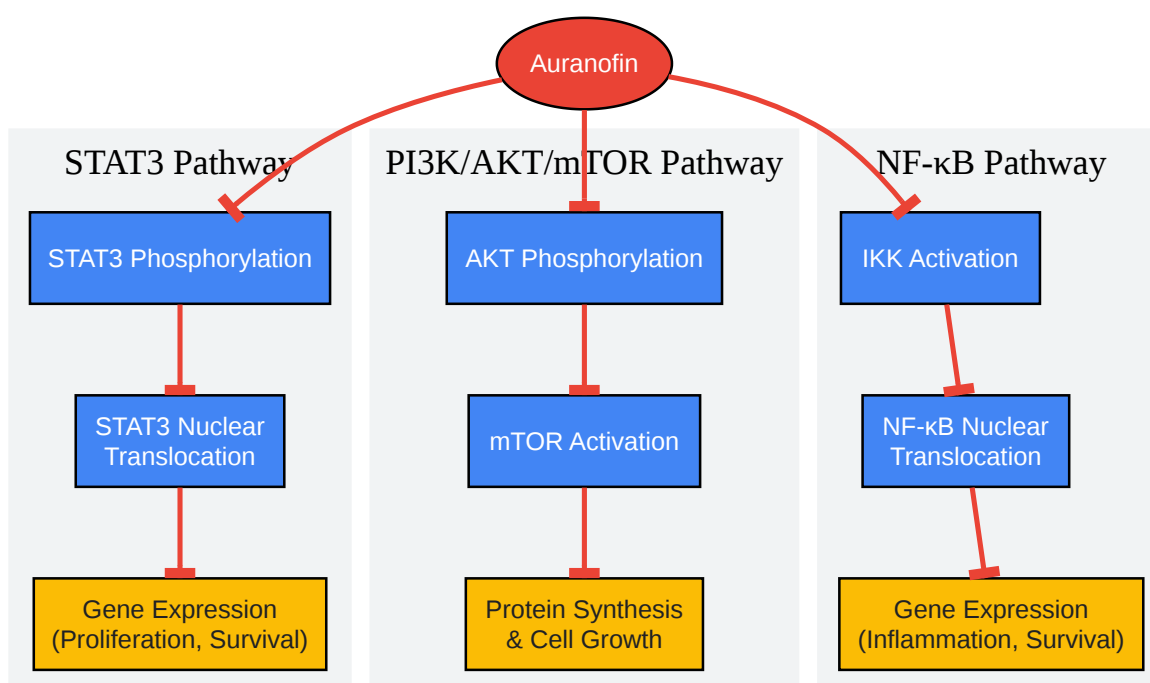 Auranofin
STAT3 Pathway
PI3K/AKT/mTOR Pathway
NF-κB Pathway
STAT3 Phosphorylation
AKT Phosphorylation
IKK Activation
STAT3 Nuclear
Translocation
mTOR Activation
NF-κB Nuclear
Translocation
Gene Expression
(Proliferation, Survival)
Protein Synthesis
& Cell Growth
Gene Expression
(Inflammation, Survival)